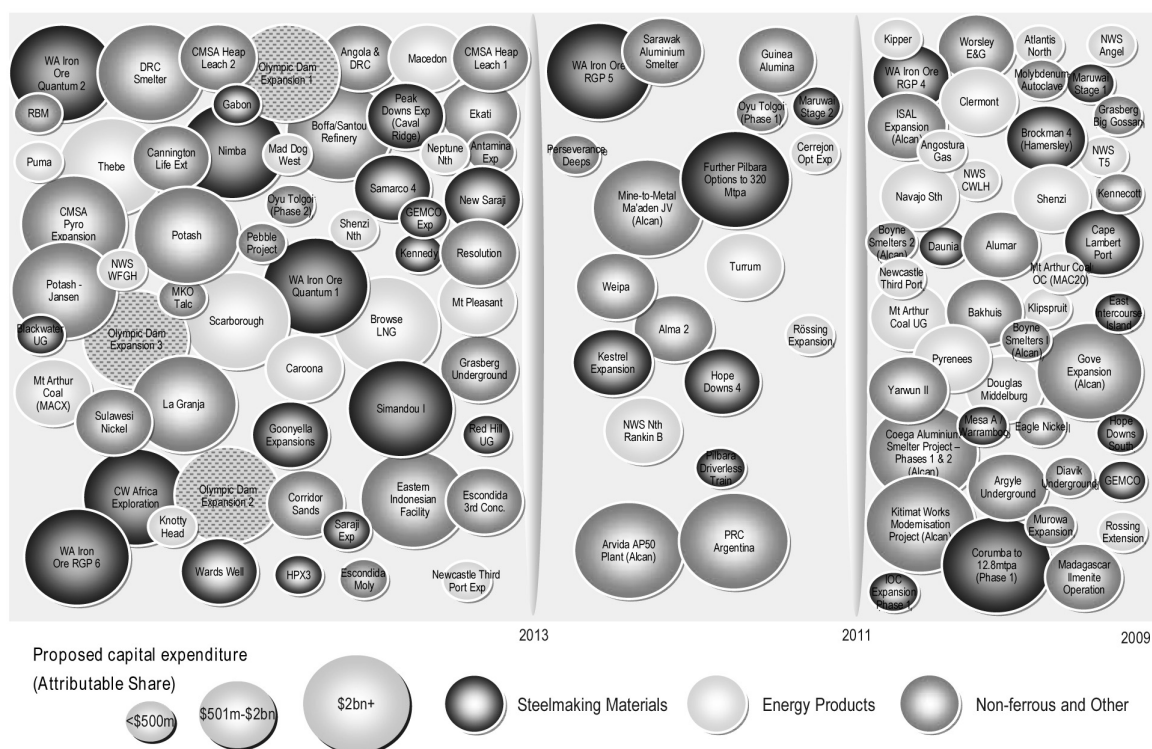 WA Iron
Ore
Quantum 2
DRC
Smelter
CMSA Heap
Leach 2
Olympic Dam
Expansion 1
Angola &
DRC
Macedon
CMSA Heap
Leach 1
RBM
Gabon
Boffa/Santou
Refinery
Peak
Downs Exp
(Caval
Ridge)
Ekati
Puma
Thebe
Cannington
Life Ext
Nimba
Mad Dog
West
Neptune
Nth
Antamina
Exp
Samarco 4
New Saraji
CMSA
Pyro
Expansion
Potash
Oyu Tolgoi
(Phase 2)
Pebble
Project
Shenzi
Nth
GEMCO
Exp
Kennedy
Resolution
NWS
WFGH
Potash -
Jansen
MKO
Talc
WA Iron Ore
Quantum 1
Scarborough
Browse
LNG
Mt Pleasant
Blackwater
UG
Olympic Dam
Expansion 3
Caroona
Grasberg
Underground
Mt Arthur
Coal
(MACX)
Sulawesi
Nickel
La Granja
Simandou I
Goonyella
Expansions
Red Hill
UG
CW Africa
Exploration
Olympic Dam
Expansion 2
Corridor
Sands
Eastern
Indonesian
Facility
Escondida
3rd Conc.
Knotty
Head
Saraji
Exp
WA Iron
Ore RGP 6
Wards Well
HPX3
Escondida
Moly
Newcastle Third
Port Exp
WA Iron Ore
RGP 5
Sarawak
Aluminium
Smelter
Guinea
Alumina
Oyu Tolgoi
(Phase 1)
Maruwai
Stage 2
Perseverance
Deeps
Further Pilbara
Options to 320
Mtpa
Cerrejon
Opt Exp
Mine-to-Metal
Ma'aden JV
(Alcan)
Weipa
Turrum
Alma 2
Rössing
Expansion
Kestrel
Expansion
Hope
Downs 4
NWS Nth
Rankin B
Pilbara
Driverless
Train
Arvida AP50
Plant (Alcan)
PRC
Argentina
Kipper
Worsley
E&G
Atlantis
North
NWS
Angel
WA Iron Ore
RGP 4
Molybdenum
Autoclave
Maruwai
Stage 1
Clermont
ISAL
Expansion
(Alcan)
Grasberg
Big Gossan
Angostura
Gas
Brockman 4
(Hamersley)
NWS
T5
NWS
CWLH
Navajo Sth
Shenzi
Kennecott
Boyne
Smelters 2
(Alcan)
Daunia
Alumar
Cape
Lambert
Port
Newcastle
Third Port
Mt Arthur Coal
OC (MAC20)
Mt Arthur
Coal UG
Bakhuis
Klipspruit
East
Intercourse
Island
Boyne
Smelters I
(Alcan)
Pyrenees
Gove
Expansion
(Alcan)
Yarwun II
Douglas
Middelburg
Mesa A /
Warramboo
Eagle Nickel
Hope
Downs
South
Coega Aluminium
Smelter Project –
Phases 1 & 2
(Alcan)
Argyle
Underground
Diavik
Underground
GEMCO
Kitimat Works
Modernisation
Project (Alcan)
Murowa
Expansion
Rossing
Extension
Corumba to
12.8mtpa
(Phase 1)
Madagascar
Ilmenite
Operation
IOC
Expansion
Phase 1
2013
2011
2009
Proposed capital expenditure
(Attributable Share)
<$500m
$501m-$2bn
$2bn+
Steelmaking Materials
Energy Products
Non-ferrous and Other